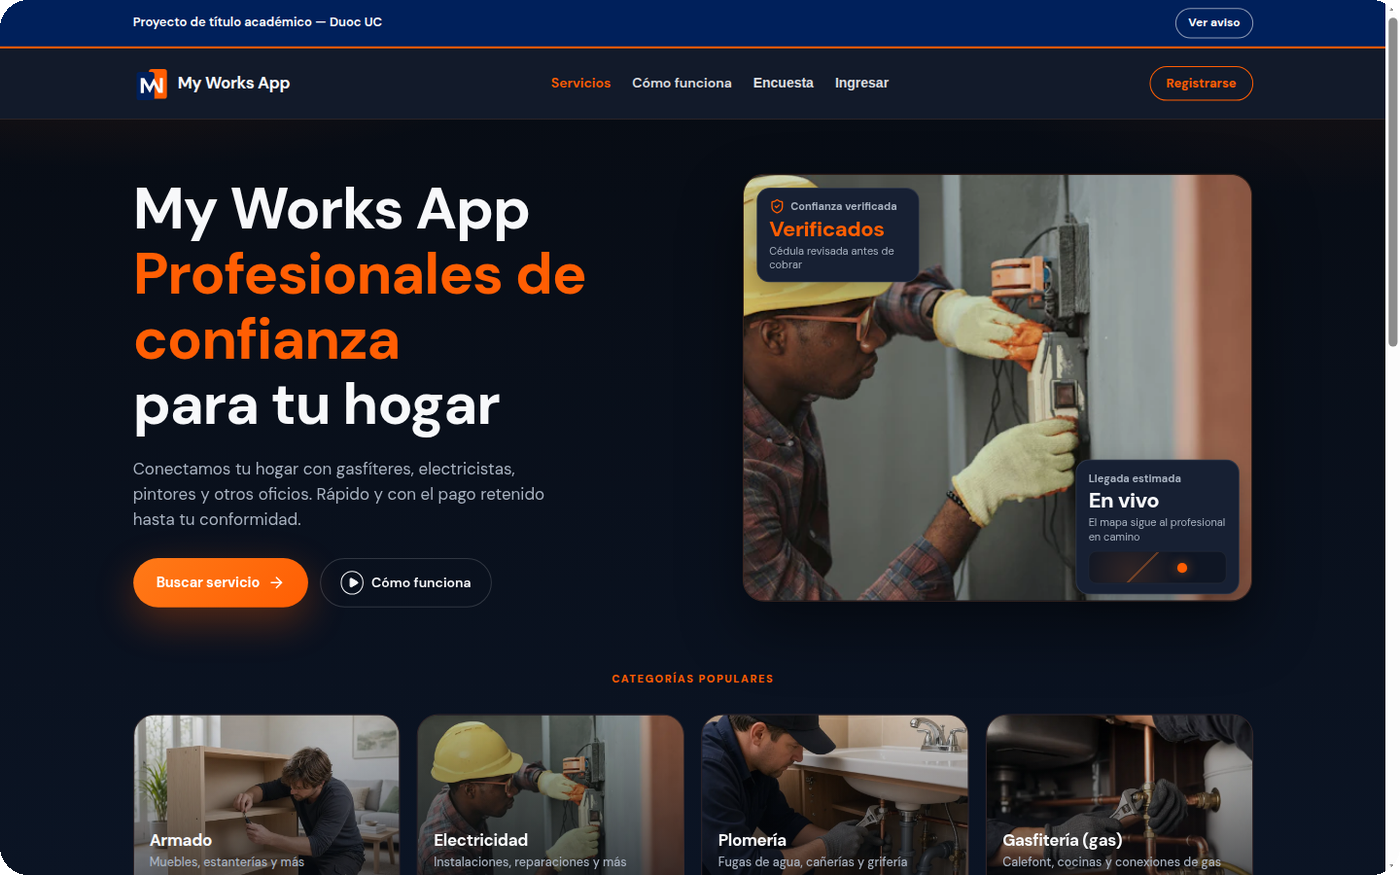 Proyecto de título académico — Duoc UC
Ver aviso
My Works App
Servicios
Cómo funciona
Encuesta
Ingresar
Registrarse
My Works App
Profesionales de
confianza
para tu hogar
Conectamos tu hogar con gasfíteres, electricistas,
pintores y otros oficios. Rápido y con el pago retenido
hasta tu conformidad.
Buscar servicio
Cómo funciona
Confianza verificada
Verificados
Cédula revisada antes de
cobrar
Llegada estimada
En vivo
El mapa sigue al profesional
en camino
CATEGORÍAS POPULARES
Armado
Muebles, estanterías y más
Electricidad
Instalaciones, reparaciones y más
Plomería
Fugas de agua, cañerías y grifería
Gasfitería (gas)
Calefont, cocinas y conexiones de gas